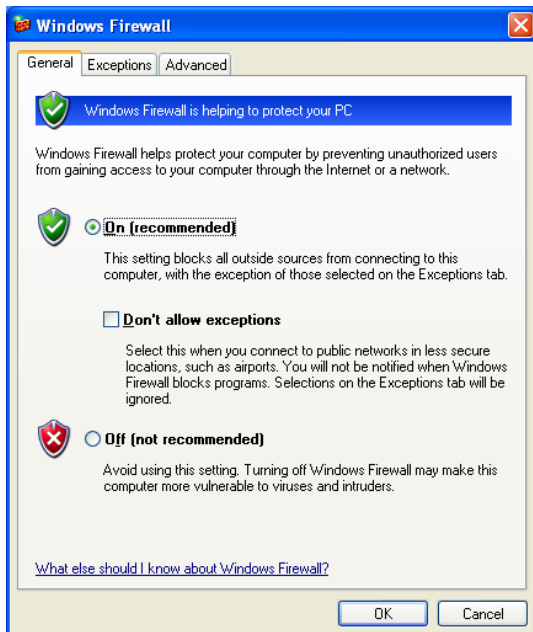 Windows Firewall
General
Exceptions
Advanced
Windows Firewall is helping to protect your PC
Windows Firewall helps protect your computer by preventing unauthorized users
from gaining access to your computer through the Internet or a network.
On (recommended)
This setting blocks all outside sources from connecting to this
computer, with the exception of those selected on the Exceptions tab.
Don't allow exceptions
Select this when you connect to public networks in less secure
locations, such as airports. You will not be notified when Windows
Firewall blocks programs. Selections on the Exceptions tab will be
ignored.
Off (not recommended)
Avoid using this setting. Turning off Windows Firewall may make this
computer more vulnerable to viruses and intruders.
What else should I know about Windows Firewall?
OK
Cancel